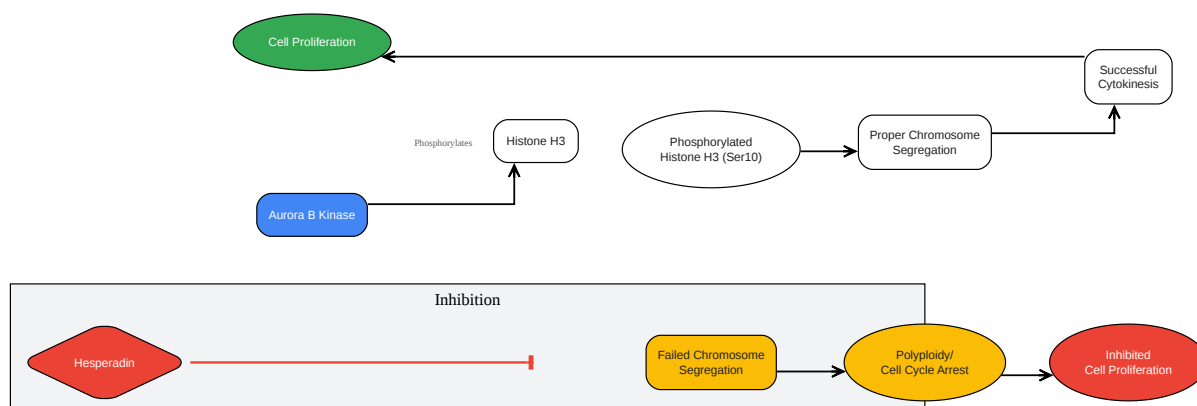 Cell Proliferation
Successful
Cytokinesis
Phosphorylates
Histone H3
Phosphorylated
Histone H3 (Ser10)
Proper Chromosome
Segregation
Aurora B Kinase
Inhibition
Hesperadin
Failed Chromosome
Segregation
Polyploidy/
Cell Cycle Arrest
Inhibited
Cell Proliferation